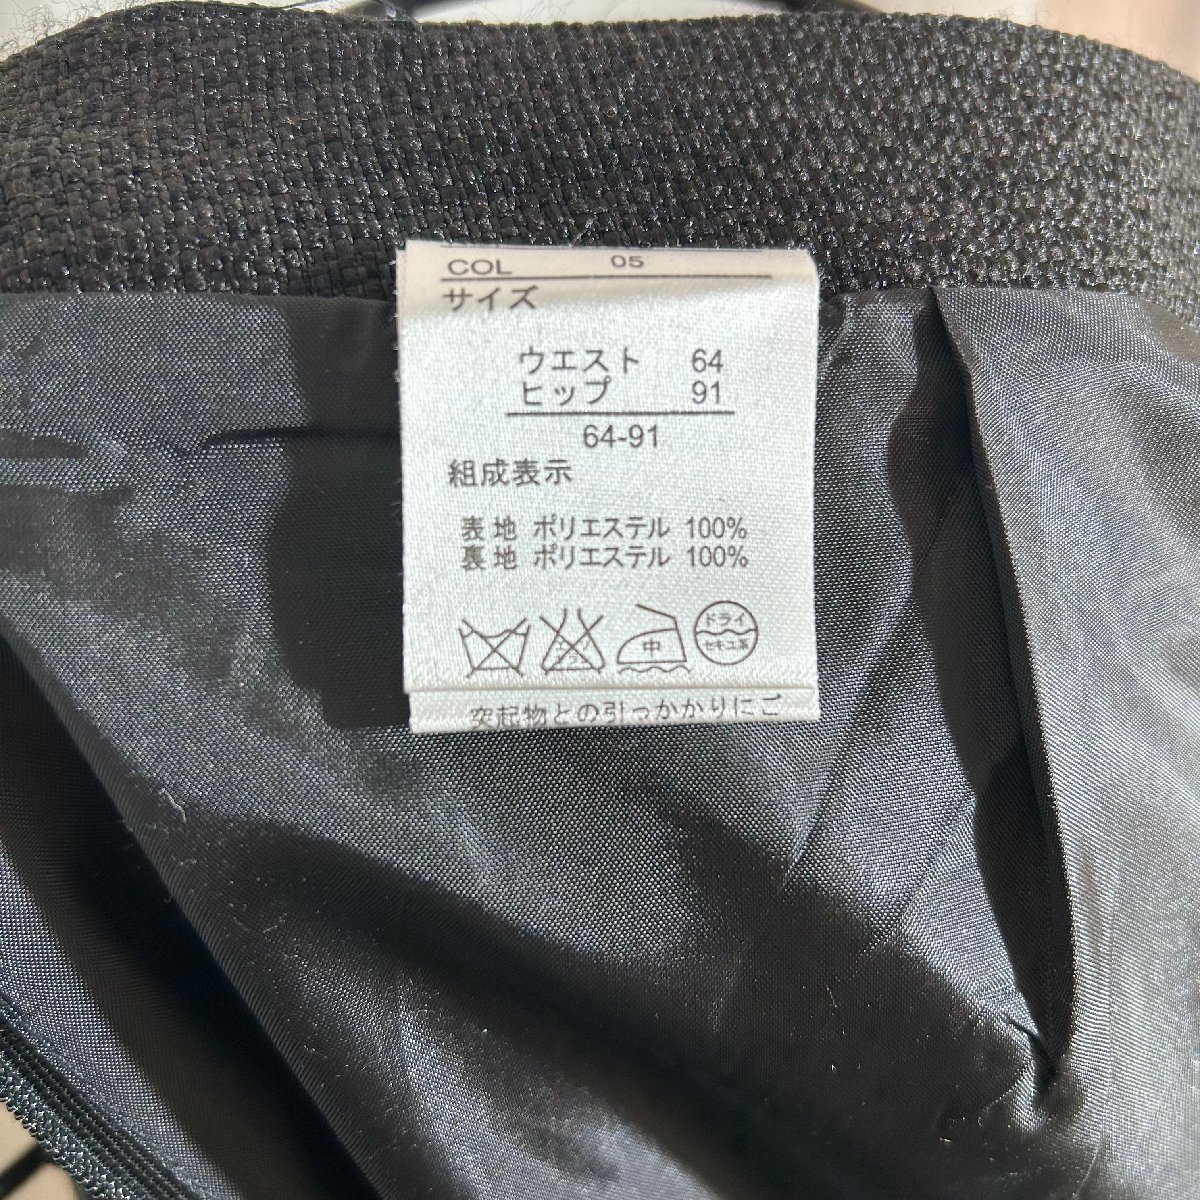 COL 05
サイズ
ウエスト 64
ヒップ 91
64-91
組成表示
表地 ポリエステル 100%
裏地 ポリエステル 100%
中 ドライ
セキユ系
突起物との引っかかりにご